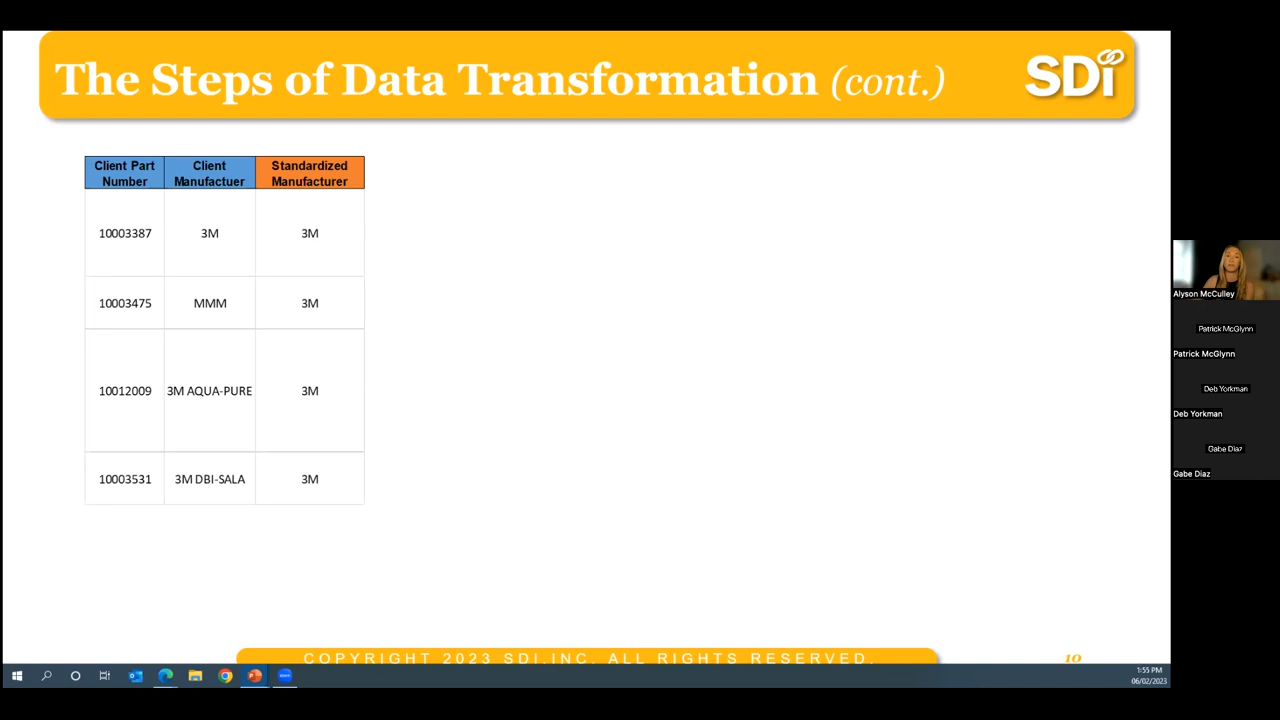 The Steps of Data Transformation (cont.)
SDi
Client Part Number
Client Manufactuer
Standardized Manufacturer
10003387 3M 3M
10003475 MMM 3M
10012009 3M AQUA-PURE 3M
10003531 3M DBI-SALA 3M
Alyson McCulley
Patrick McGlynn
Patrick McGlynn
Deb Yorkman
Deb Yorkman
Gabe Diaz
Gabe Diaz
COPYRIGHT 2023 SDI,INC. ALL RIGHTS RESERVED.
10
1:55 PM
06/02/2023